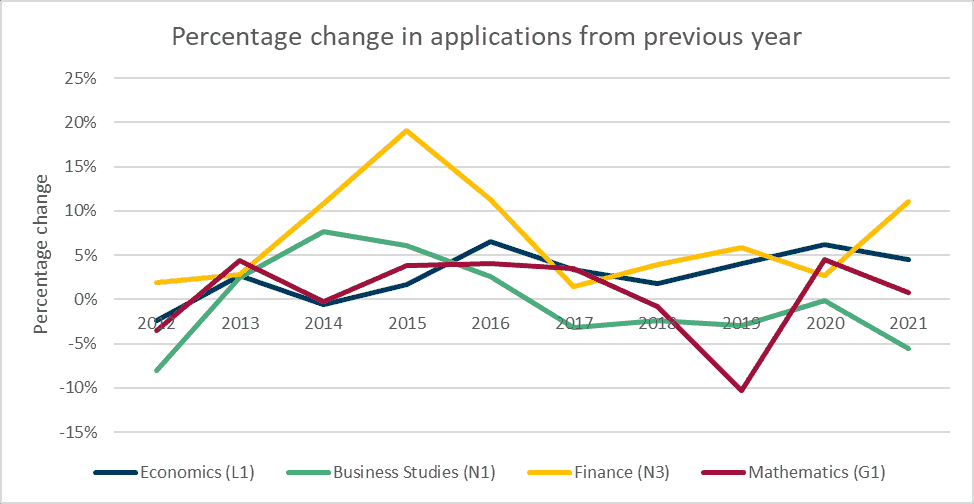 Percentage change in applications from previous year
25%
20%
15%
10%
5%
0%
-5%
-10%
-15%
Percentage change
2012 2013 2014 2015 2016 2017 2018 2019 2020 2021
Economics (L1) Business Studies (N1) Finance (N3) Mathematics (G1)